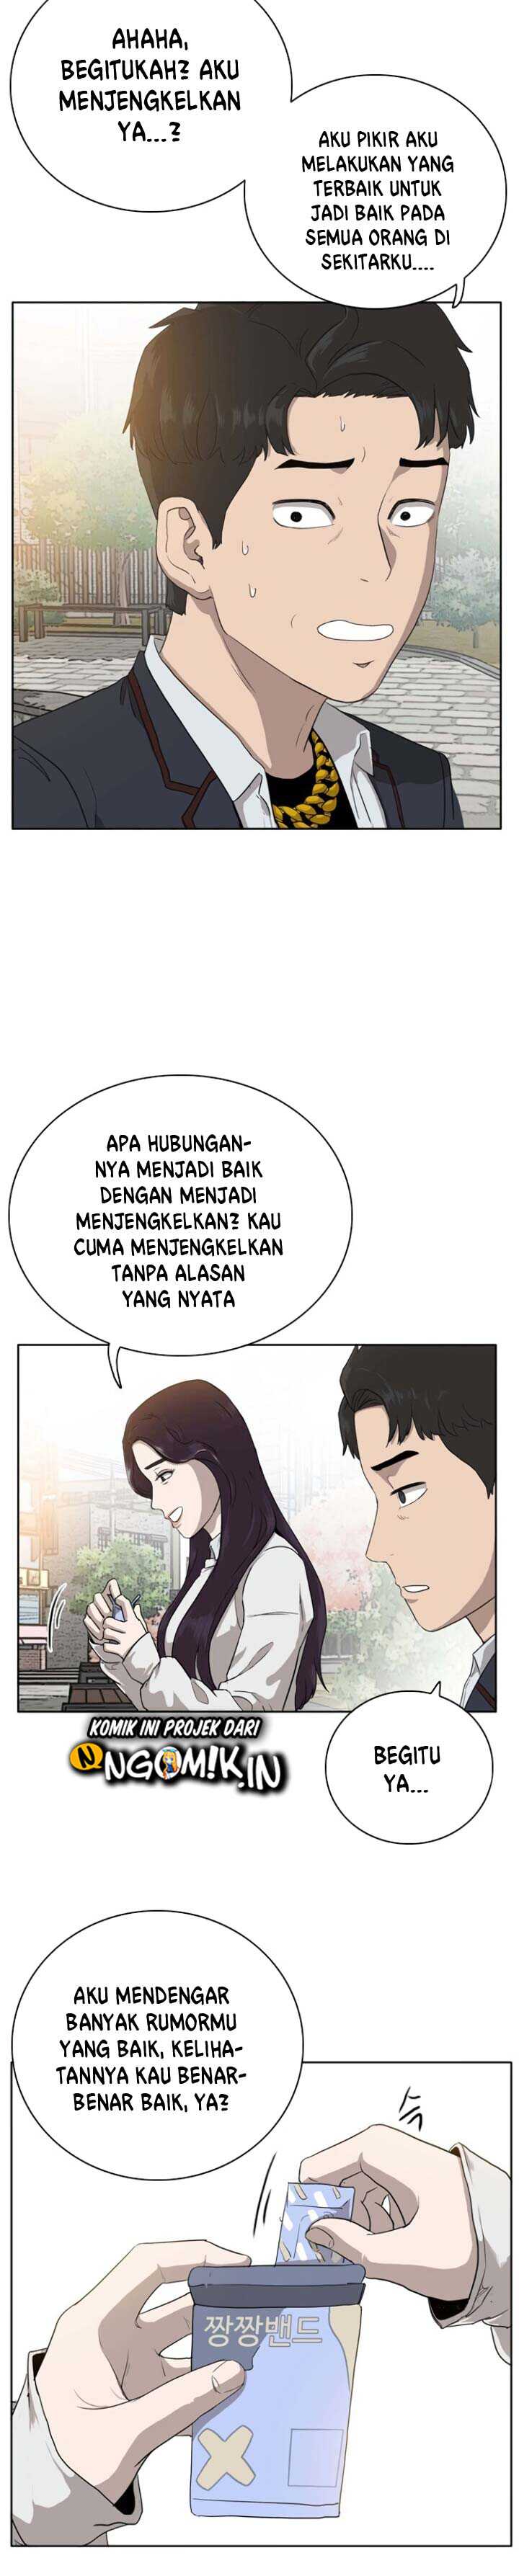 AHAHA,
BEGITUKAH? AKU
MENJENGKELKAN
YA...?
AKU PIKIR AKU
MELAKUKAN YANG
TERBAIK UNTUK
JADI BAIK PADA
SEMUA ORANG DI
SEKITARKU....
APA HUBUNGAN-
NYA MENJADI BAIK
DENGAN MENJADI
MENJENGKELKAN? KAU
CUMA MENJENGKELKAN
TANPA ALASAN
YANG NYATA
KOMIK INI PROJEK DARI
N NGOMIK.IN
BEGITU
YA...
AKU MENDENGAR
BANYAK RUMORMU
YANG BAIK, KELIHA-
TANNYA KAU BENAR-
BENAR BAIK, YA?
슥
짱짱밴드